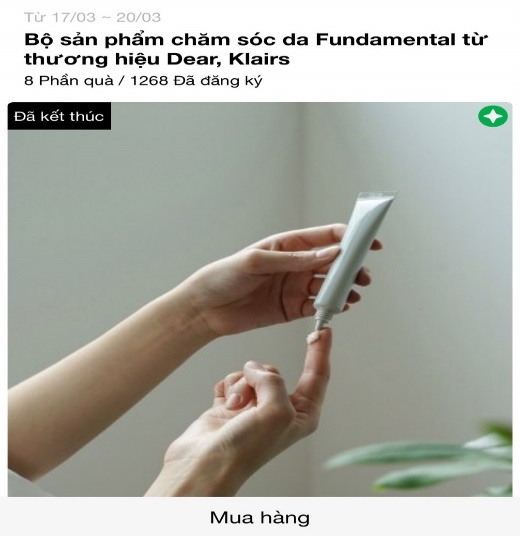 Từ 17/03 ~ 20/03
Bộ sản phẩm chăm sóc da Fundamental từ
thương hiệu Dear, Klairs
8 Phần quà / 1268 Đã đăng ký
Đã kết thúc
Mua hàng